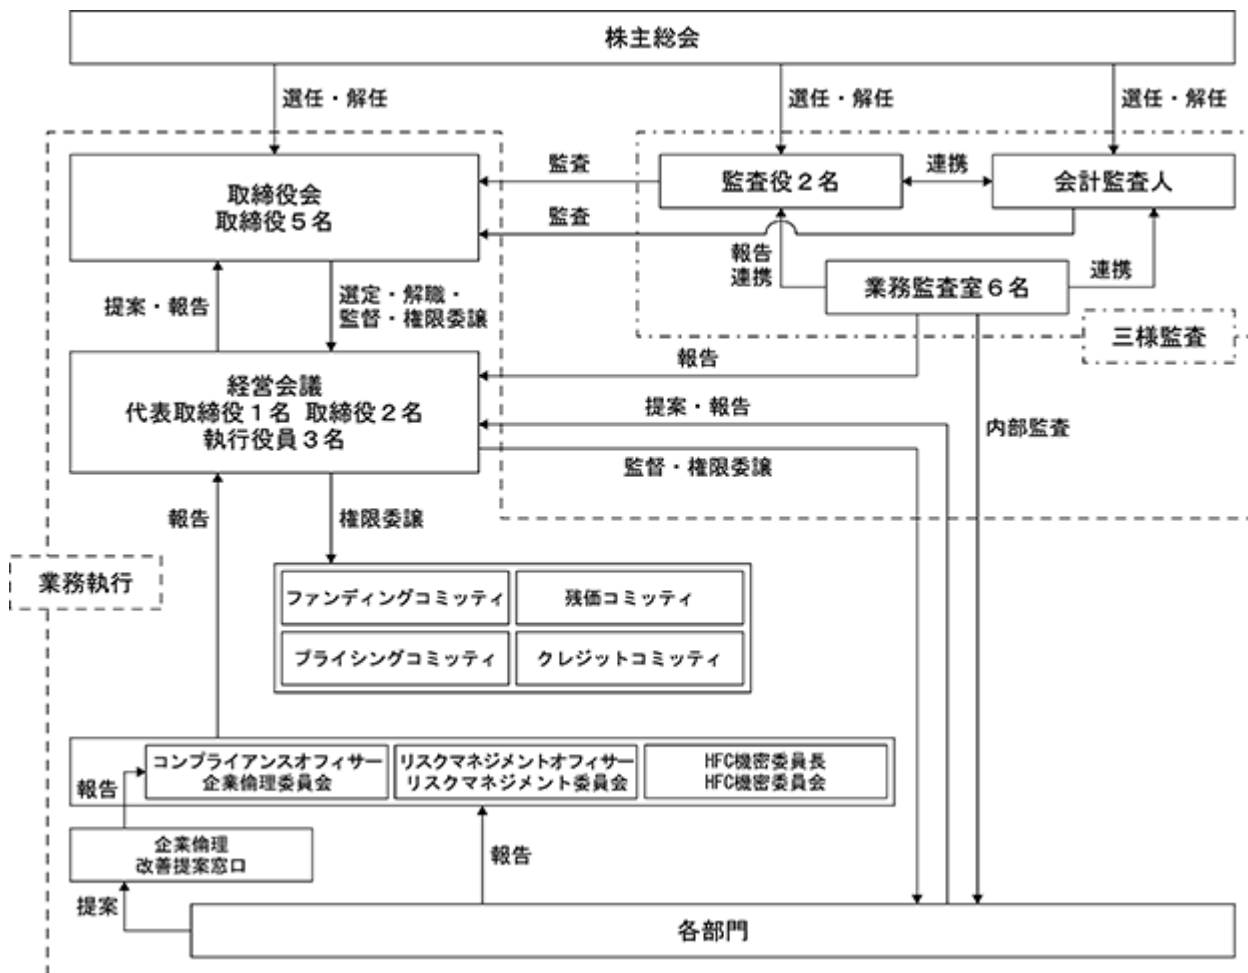 株主総会
選任・解任
選任・解任
選任・解任
取締役会
取締役５名
監査
監査役２名
連携
会計監査人
監査
報告
連携
業務監査室６名
連携
提案・報告
選定・解職・
監督・権限委譲
三様監査
報告
経営会議
代表取締役１名 取締役２名
執行役員３名
提案・報告
内部監査
監督・権限委譲
報告
権限委譲
業務執行
ファンディングコミッティ
残価コミッティ
プライシングコミッティ
クレジットコミッティ
コンプライアンスオフィサー
企業倫理委員会
リスクマネジメントオフィサー
リスクマネジメント委員会
HFC機密委員長
HFC機密委員会
報告
企業倫理
改善提案窓口
報告
提案
各部門